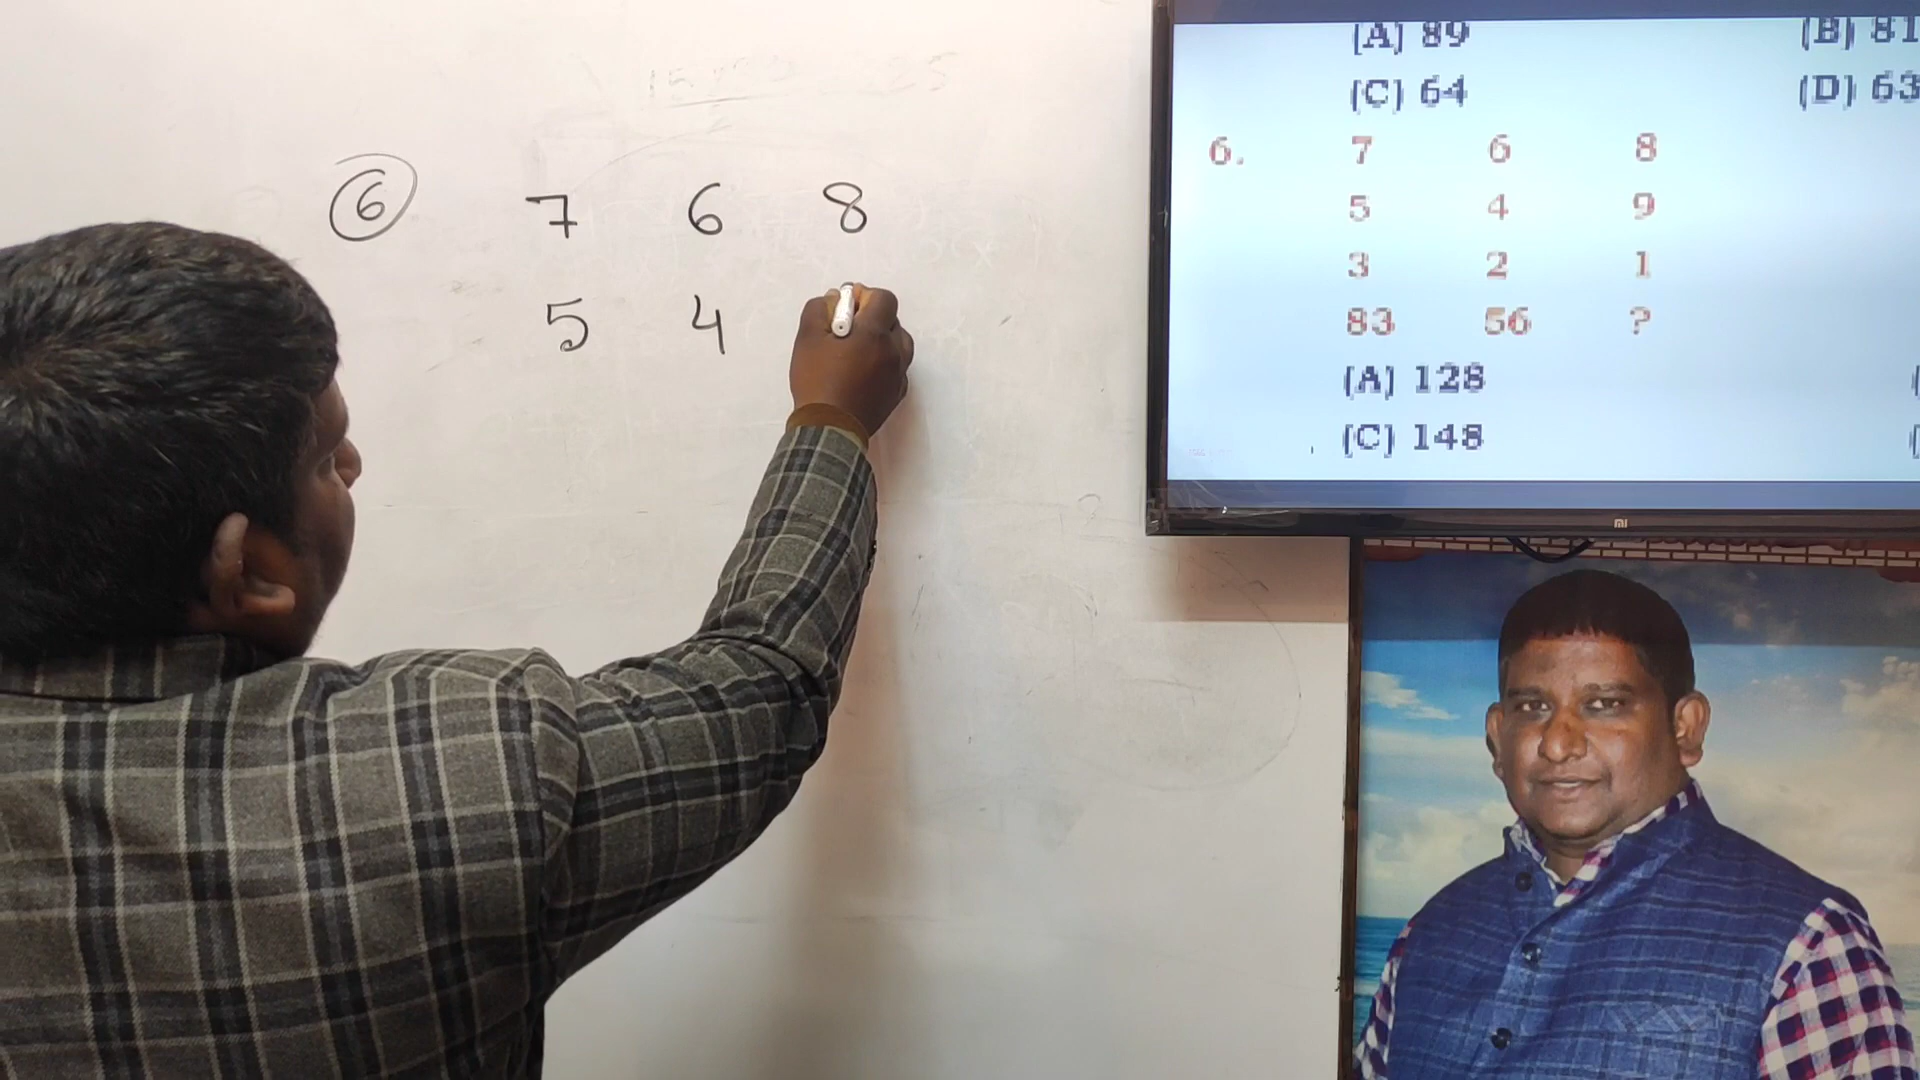 6 7 6 8
5 4
(A) 89 (B) 81
(C) 64 (D) 63
6. 7 6 8
5 4 9
3 2 1
83 56 ?
(A) 128
(C) 148
mi